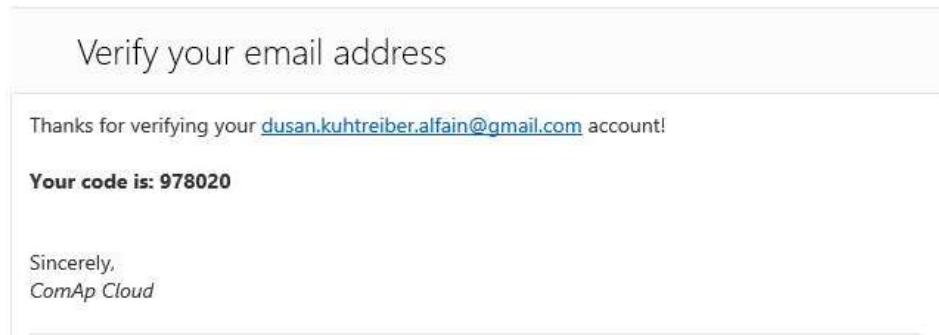 Verify your email address
Thanks for verifying your dusan.kuhtreiber.alfain@gmail.com account!
Your code is: 978020
Sincerely,
ComAp Cloud